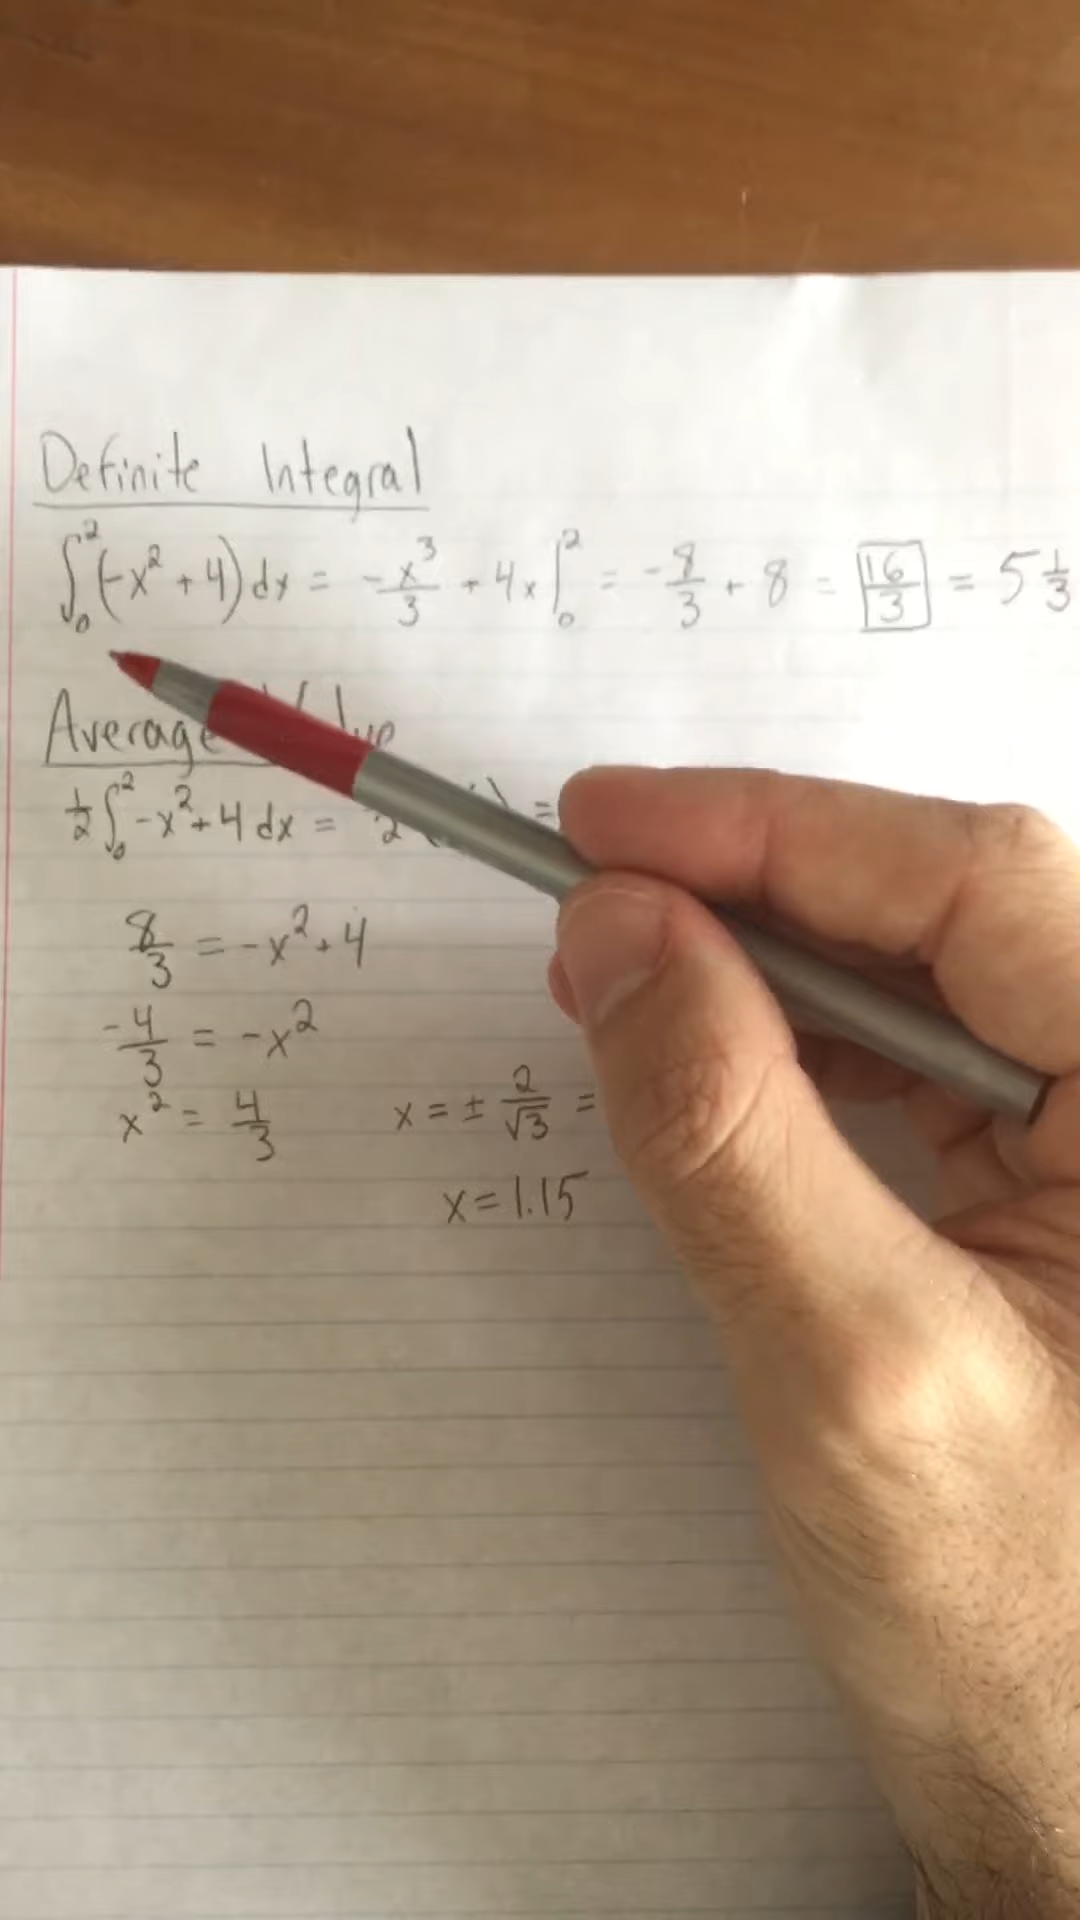 Definite Integral
∫₀² (-x² + 4) dx = -x³/3 + 4x |₀² = -8/3 + 8 = 16/3 = 5 1/3
Average
1/2 ∫₀² -x² + 4 dx = 
8/3 = -x² + 4
-4/3 = -x²
x² = 4/3 x = ± 2/√3 =
x = 1.15